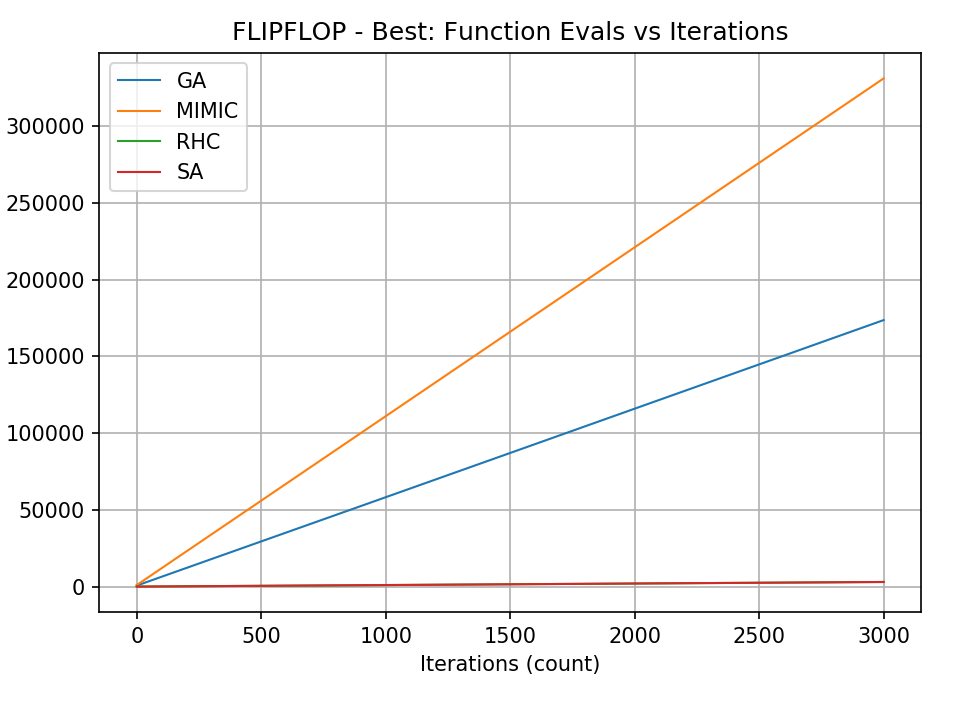 FLIPFLOP - Best: Function Evals vs Iterations
GA
MIMIC
RHC
SA
300000
250000
200000
150000
100000
50000
0
0 500 1000 1500 2000 2500 3000
Iterations (count)